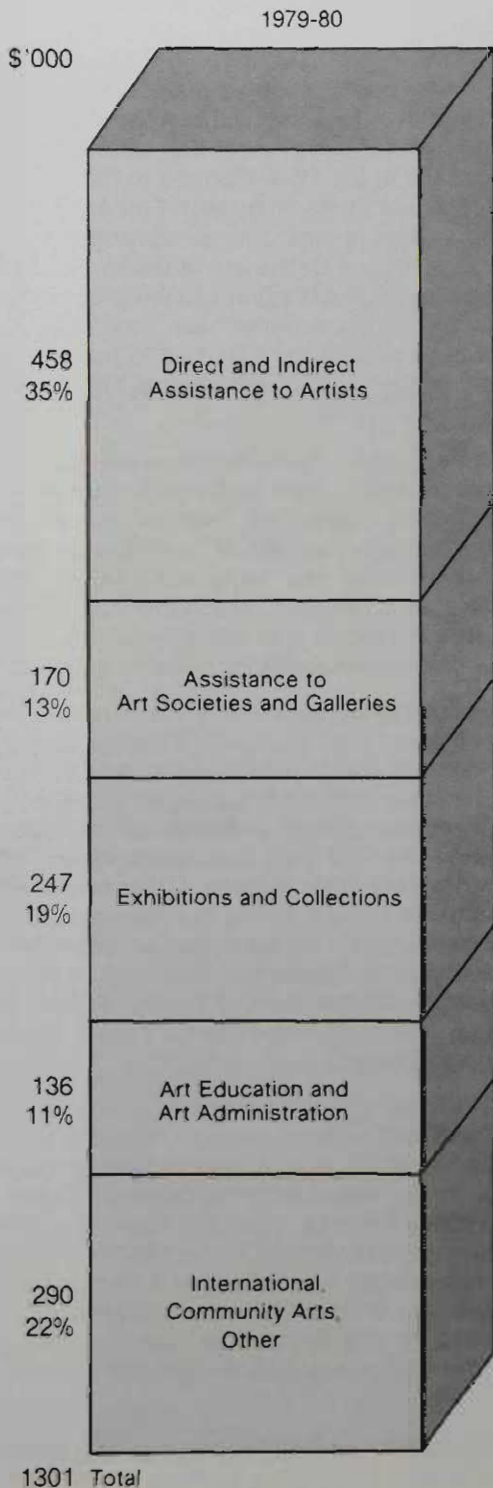 1979-80
$'000
458
35%
Direct and Indirect
Assistance to Artists
170
13%
Assistance to
Art Societies and Galleries
247
19%
Exhibitions and Collections
136
11%
Art Education and
Art Administration
290
22%
International,
Community Arts,
Other
1301 Total